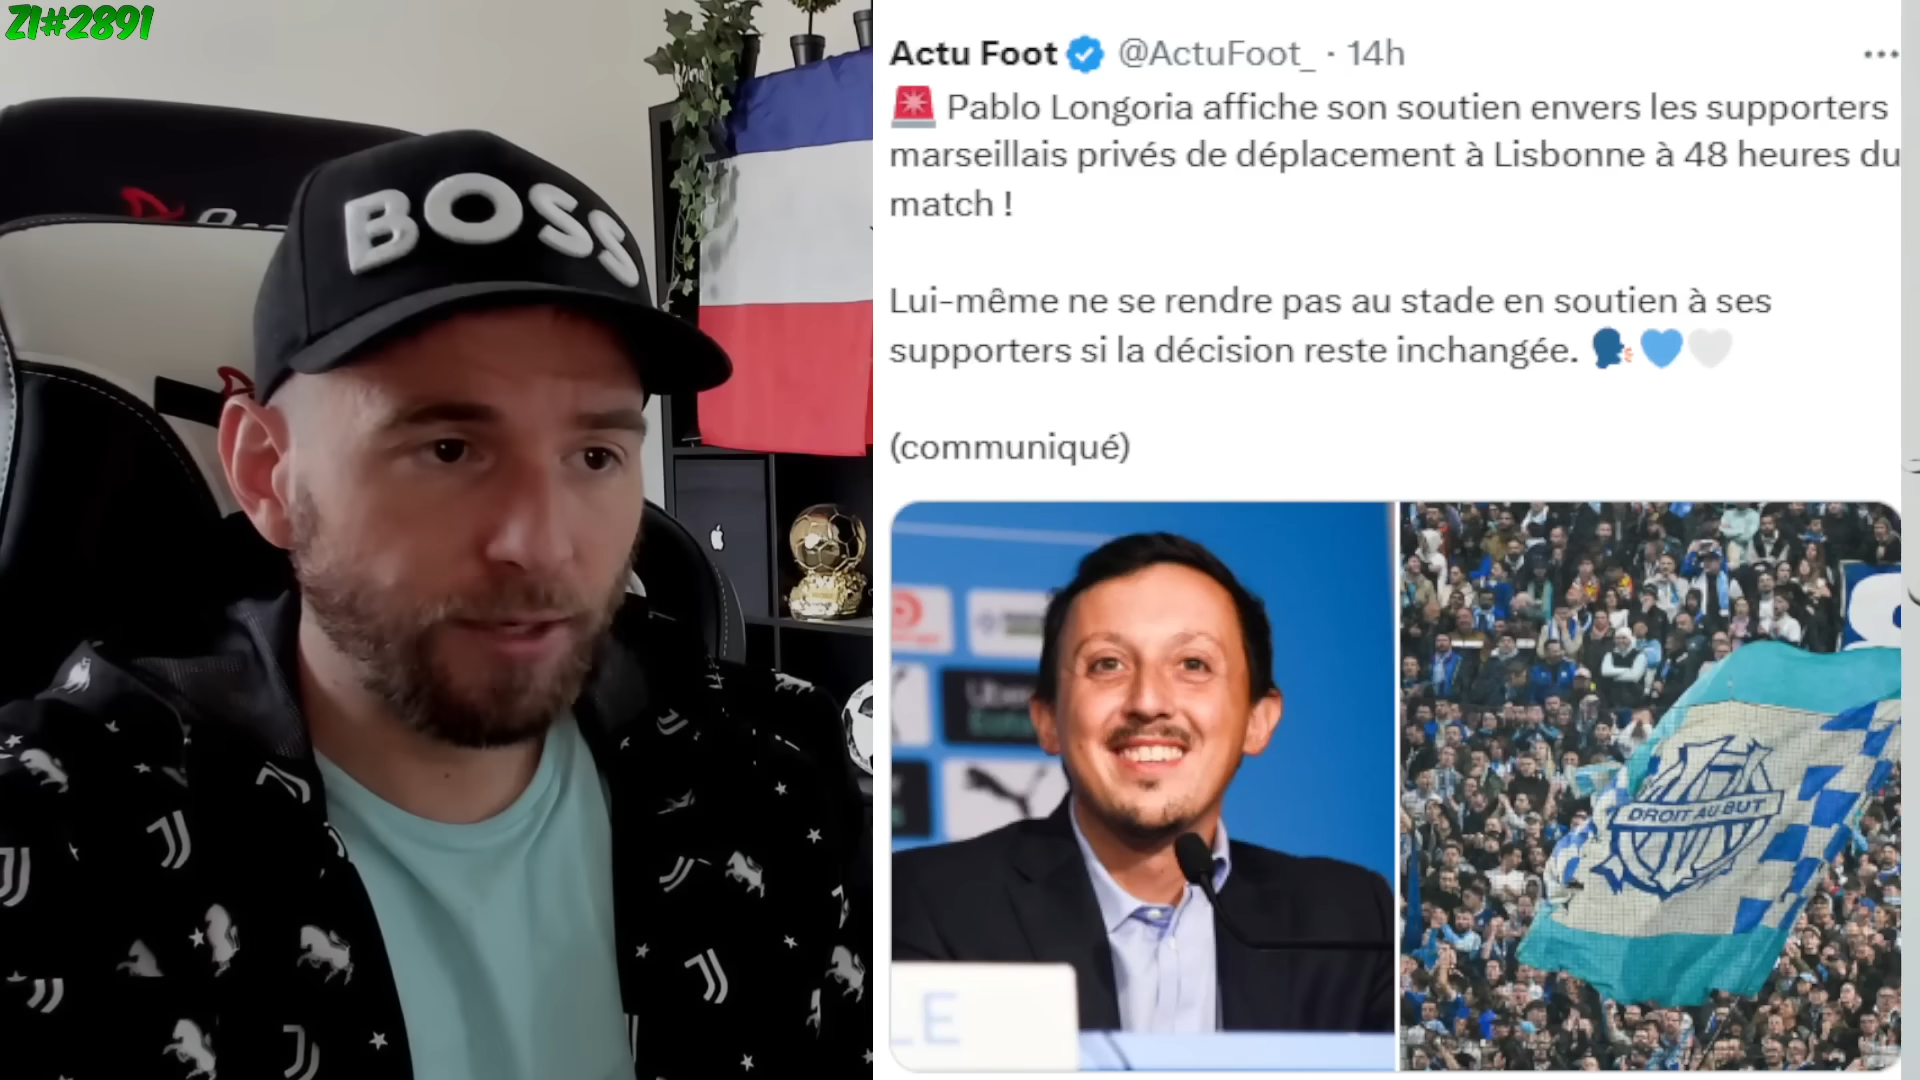 ZI#2891
BOSS
Actu Foot @ActuFoot_ · 14h
Pablo Longoria affiche son soutien envers les supporters
marseillais privés de déplacement à Lisbonne à 48 heures du
match !
Lui-même ne se rendre pas au stade en soutien à ses
supporters si la décision reste inchangée.
(communiqué)
DROIT AU BUT
LE